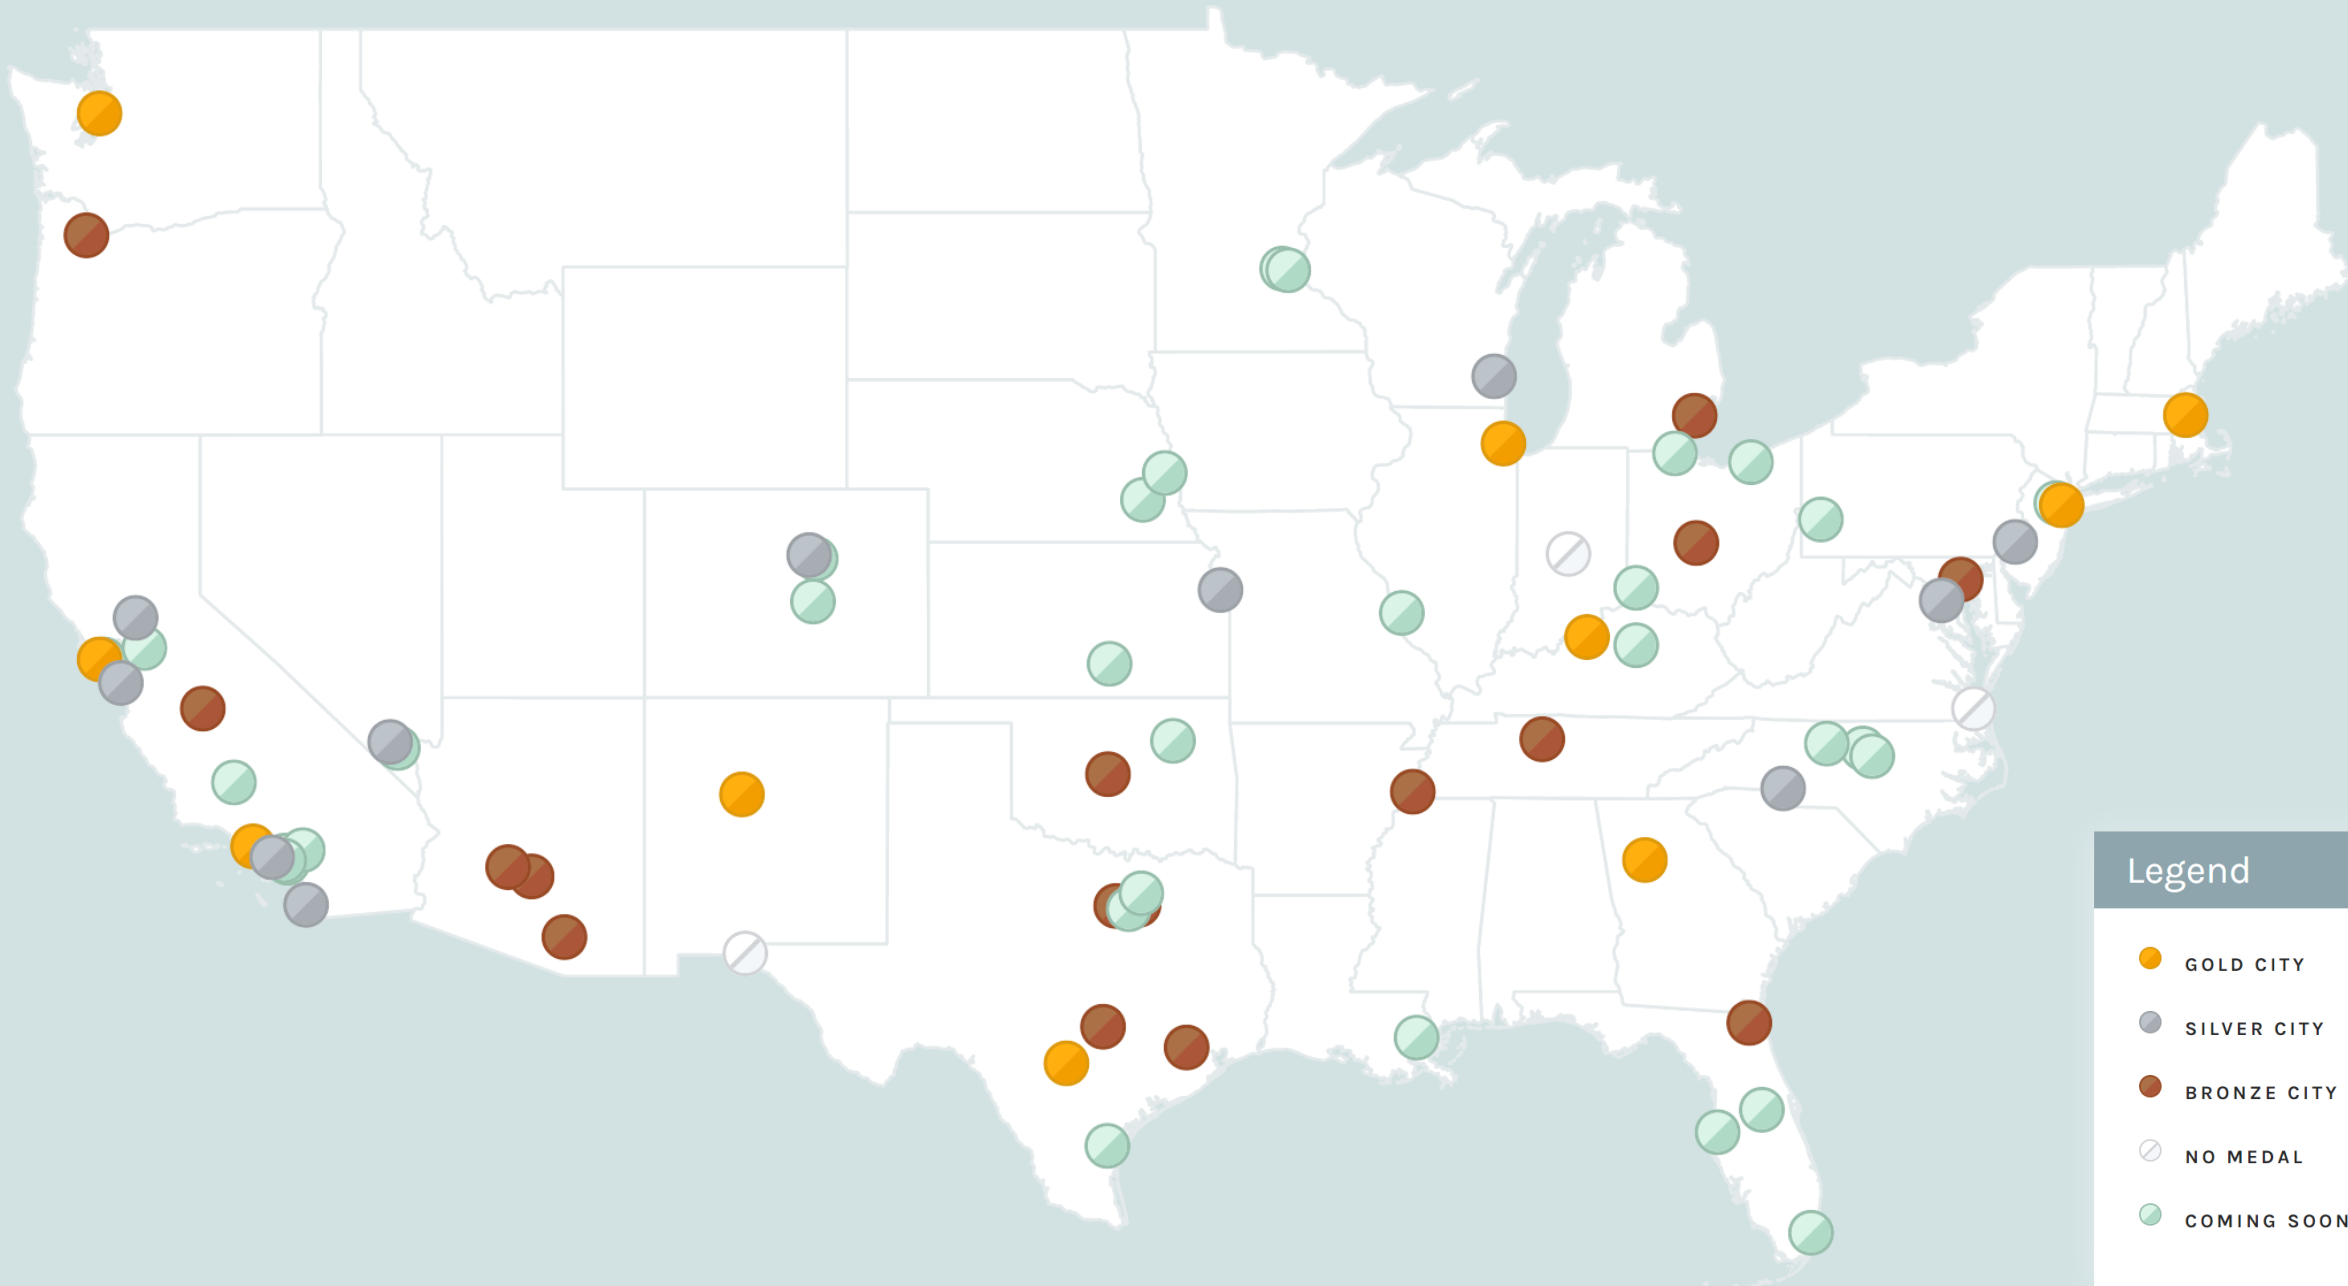 Legend
GOLD CITY
SILVER CITY
BRONZE CITY
NO MEDAL
COMING SOON